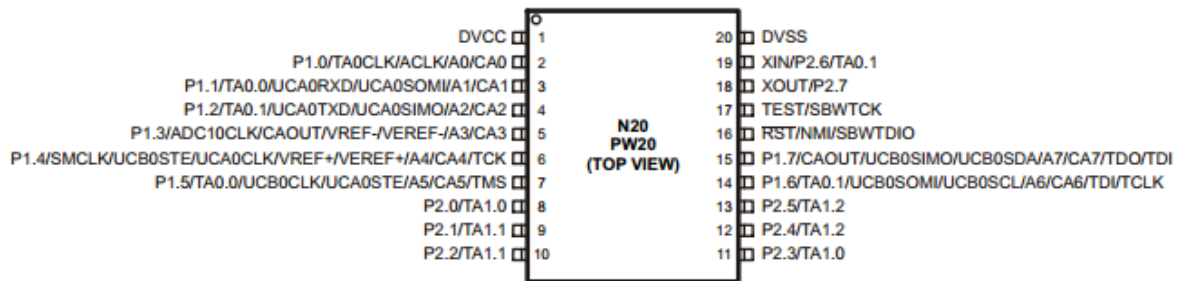 DVCC 1 20 DVSS
P1.0/TA0CLK/ACLK/A0/CA0 2 19 XIN/P2.6/TA0.1
P1.1/TA0.0/UCA0RXD/UCA0SOMI/A1/CA1 3 18 XOUT/P2.7
P1.2/TA0.1/UCA0TXD/UCA0SIMO/A2/CA2 4 17 TEST/SBWTCK
P1.3/ADC10CLK/CAOUT/VREF-/VEREF-/A3/CA3 5 16 RST/NMI/SBWTDIO
P1.4/SMCLK/UCB0STE/UCA0CLK/VREF+/VEREF+/A4/CA4/TCK 6 15 P1.7/CAOUT/UCB0SIMO/UCB0SDA/A7/CA7/TDO/TDI
P1.5/TA0.0/UCB0CLK/UCA0STE/A5/CA5/TMS 7 14 P1.6/TA0.1/UCB0SOMI/UCB0SCL/A6/CA6/TDI/TCLK
P2.0/TA1.0 8 13 P2.5/TA1.2
P2.1/TA1.1 9 12 P2.4/TA1.2
P2.2/TA1.1 10 11 P2.3/TA1.0
N20
PW20
(TOP VIEW)